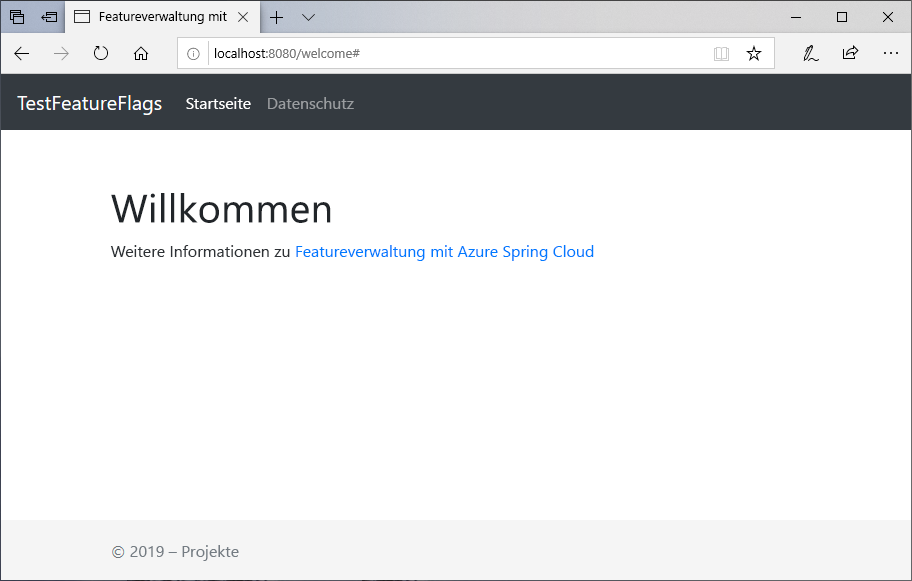 Featureverwaltung mit
localhost:8080/welcome#
TestFeatureFlags Startseite Datenschutz
Willkommen
Weitere Informationen zu Featureverwaltung mit Azure Spring Cloud
© 2019 – Projekte